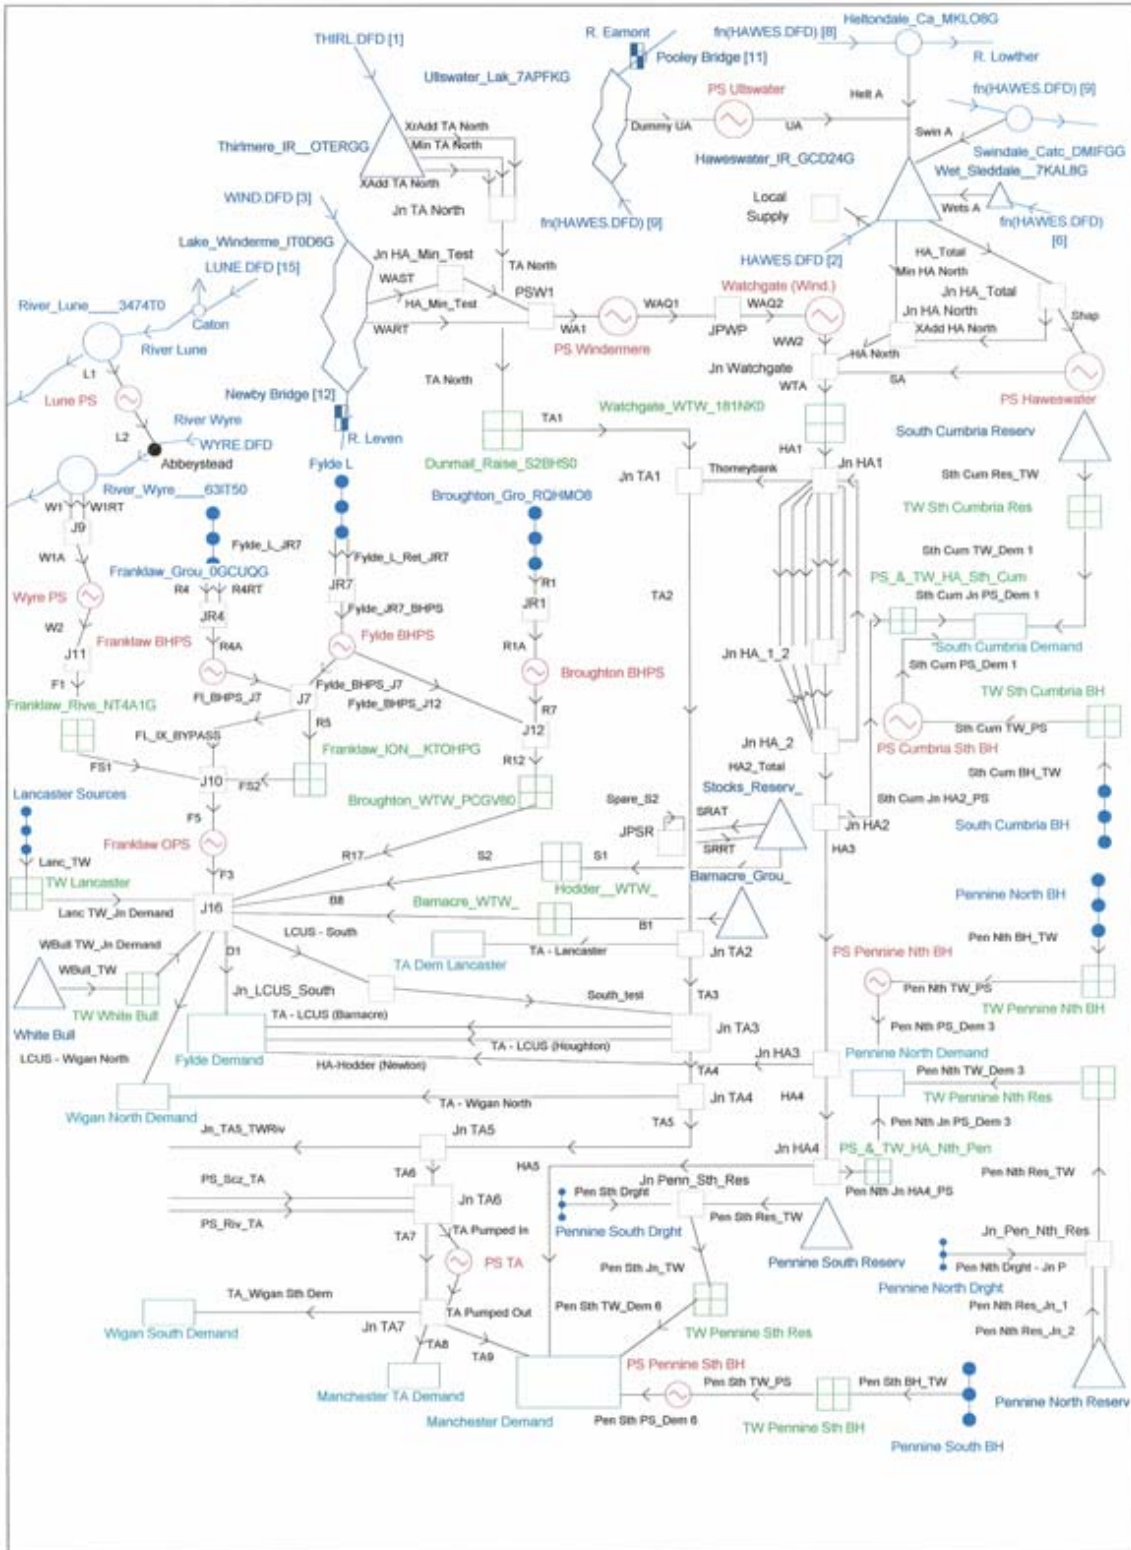 Heltondale_Ca_MKLO8G
fn(HAWES.DFD) [8]
R. Eamont
THIRL.DFD [1]
Pooley Bridge [11]
R. Lowther
Ullswater_Lak_7APFKG
PS Ullswater
Helt A
fn(HAWES.DFD) [9]
XrAdd TA North
Min TA North
Dummy UA
UA
Swin A
Thirlmere_IR__OTERGG
Haweswater_IR_GCD24G
Swindale_Catc_DMIFGG
Wet_Sleddale__7KAL8G
XAdd TA North
WIND.DFD [3]
Local
Supply
Wets A
Jn TA North
fn(HAWES.DFD) [9]
fn(HAWES.DFD)
[6]
Lake_Winderme_IT0D6G
HA_Total
LUNE.DFD [15]
Jn HA_Min_Test
TA North
HAWES.DFD [2]
Min HA North
WAST
PSW1
Watchgate (Wind.)
Jn HA_Total
River_Lune____3474T0
HA_Min_Test
WAQ1
WAQ2
Jn HA North
Caton
WART
WA1
JPWP
XAdd HA North
Shap
River Lune
PS Windermere
WW2
HA North
Jn Watchgate
L1
TA North
WTA
SA
Lune PS
Newby Bridge [12]
PS Haweswater
Watchgate_WTW_181NK0
River Wyre
TA1
South Cumbria Reserv
L2
WYRE.DFD
R. Leven
HA1
Abbeystead
Fylde L
Dunmail_Raise_S2BHS0
Jn HA1
Jn TA1
Thorneybank
Sth Cum Res_TW
River_Wyre____63IT50
Broughton_Gro_RQHMO8
W1
W1RT
TW Sth Cumbria Res
J9
Fylde_L_JR7
Fylde_L_Ret_JR7
Sth Cum TW_Dem 1
W1A
Franklaw_Grou_0GCUQG
PS_&_TW_HA_Sth_Cum
R4
R4RT
JR7
R1
Sth Cum Jn PS_Dem 1
Wyre PS
JR4
JR1
Fylde_JR7_BHPS
TA2
W2
Franklaw BHPS
R4A
Fylde BHPS
R1A
Jn HA_1_2
South Cumbria Demand
J11
Broughton BHPS
Sth Cum PS_Dem 1
F1
Fl_BHPS_J7
Fylde_BHPS_J7
TW Sth Cumbria BH
J7
Fylde_BHPS_J12
R7
Franklaw_Rive_NT4A1G
R5
J12
Sth Cum TW_PS
FL_IX_BYPASS
Jn HA_2
PS Cumbria Sth BH
Franklaw_ION__KTOHPG
R12
HA2_Total
FS1
J10
FS2
Sth Cum BH_TW
Lancaster Sources
Broughton_WTW_PCGV80
Stocks_Reserv_
Spare_S2
Sth Cum Jn HA2_PS
F5
SRAT
Jn HA2
South Cumbria BH
Franklaw OPS
JPSR
Lanc_TW
R17
S2
S1
SRRT
HA3
F3
TW Lancaster
Barnacre_Grou_
Hodder__WTW_
Pennine North BH
J16
B8
Barnacre_WTW_
Lanc TW_Jn Demand
B1
LCUS - South
WBull TW_Jn Demand
Pen Nth BH_TW
D1
TA - Lancaster
Jn TA2
PS Pennine Nth BH
WBull_TW
TA Dem Lancaster
Jn_LCUS_South
Pen Nth TW_PS
South_test
TA3
TW White Bull
TW Pennine Nth BH
TA - LCUS (Barnacre)
White Bull
Jn TA3
Pen Nth PS_Dem 3
TA - LCUS (Houghton)
LCUS - Wigan North
Fylde Demand
Jn HA3
Pennine North Demand
HA-Hodder (Newton)
TA4
Pen Nth TW_Dem 3
HA4
TA - Wigan North
Jn TA4
TW Pennine Nth Res
Wigan North Demand
TA5
Pen Nth Jn PS_Dem 3
Jn_TA5_TWRiv
Jn TA5
Jn HA4
PS_&_TW_HA_Nth_Pen
HA5
TA6
Jn_Penn_Sth_Res
Pen Nth Res_TW
PS_Scz_TA
Pen Sth Drght
Pen Nth Jn HA4_PS
Jn TA6
Pen Sth Res_TW
PS_Riv_TA
TA Pumped In
Pennine South Drght
Jn_Pen_Nth_Res
TA7
PS TA
Pennine South Reserv
Pen Nth Drght - Jn P
Pen Sth Jn_TW
Pennine North Drght
TA_Wigan Sth Dem
TA Pumped Out
Pen Sth TW_Dem 6
Pen Nth Res_Jn_1
Jn TA7
Pen Nth Res_Jn_2
Wigan South Demand
TA8
TW Pennine Sth Res
TA9
PS Pennine Sth BH
Pen Sth TW_PS
Pen Sth BH_TW
Manchester TA Demand
Pennine North Reserv
Manchester Demand
Pen Sth PS_Dem 6
TW Pennine Sth BH
Pennine South BH